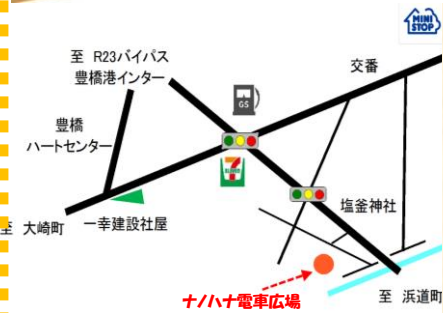 MINI
STOP
至 R23バイパス
豊橋港インター
交番
GS
豊橋
ハートセンター
7
ELEVEN
塩釜神社
至 大崎町
一幸建設社屋
ナノハナ電車広場
至 浜道町